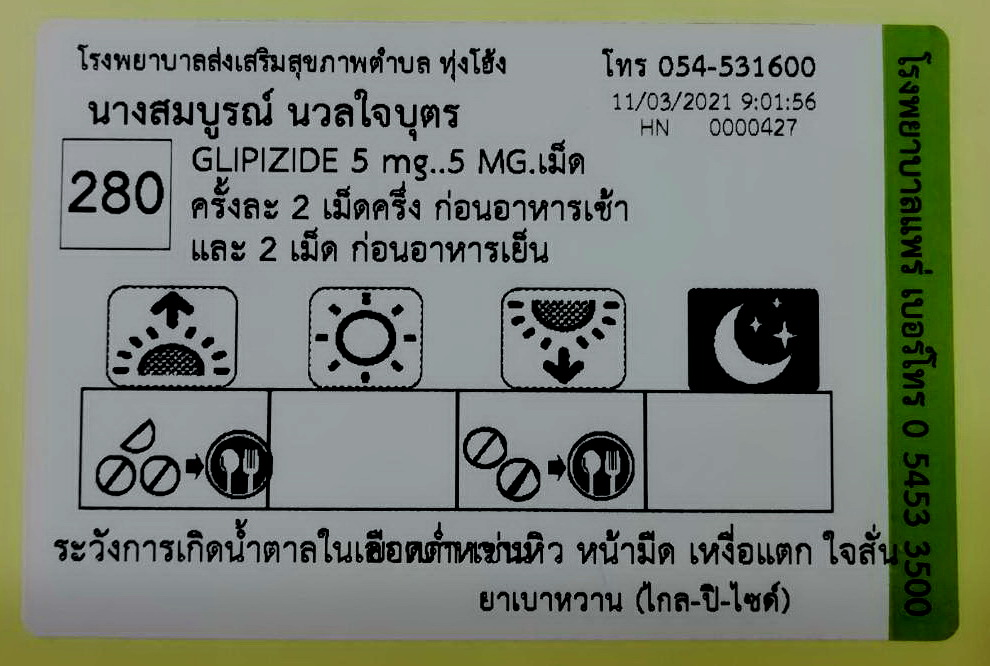 โรงพยาบาลส่งเสริมสุขภาพตำบล ทุ่งโฮ้ง
โทร 054-531600
นางสมบูรณ์ นวลใจบุตร
11/03/2021 9:01:56
HN 0000427
280
GLIPIZIDE 5 mg..5 MG.เม็ด
ครั้งละ 2 เม็ดครึ่ง ก่อนอาหารเช้า
และ 2 เม็ด ก่อนอาหารเย็น
ระวังการเกิดน้ำตาลในเลือดต่ำ หิว หน้ามืด เหงื่อแตก ใจสั่น
ยาเบาหวาน (ไกล-ปิ-ไซด์)
โรงพยาบาลแพร่ เบอร์โทร 0 5453 3500